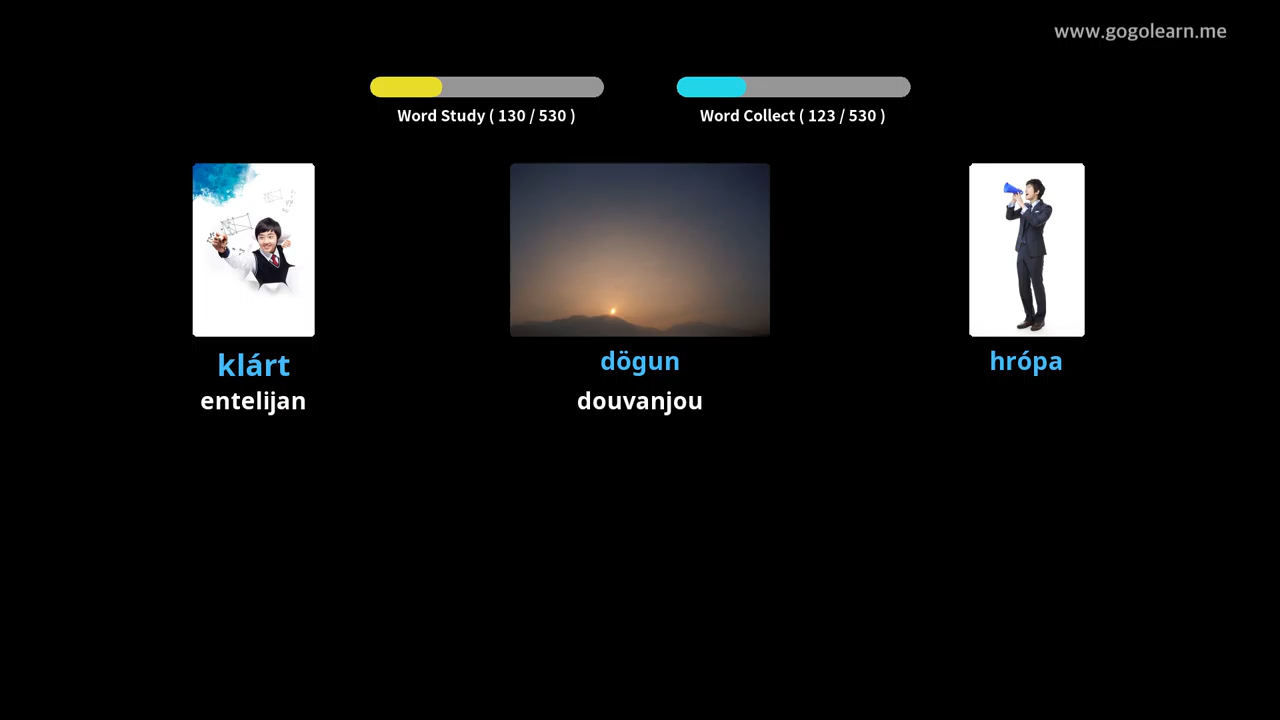 www.gogolearn.me
Word Study ( 130 / 530 )
Word Collect ( 123 / 530 )
klárt
entelijan
dögun
douvanjou
hrópa